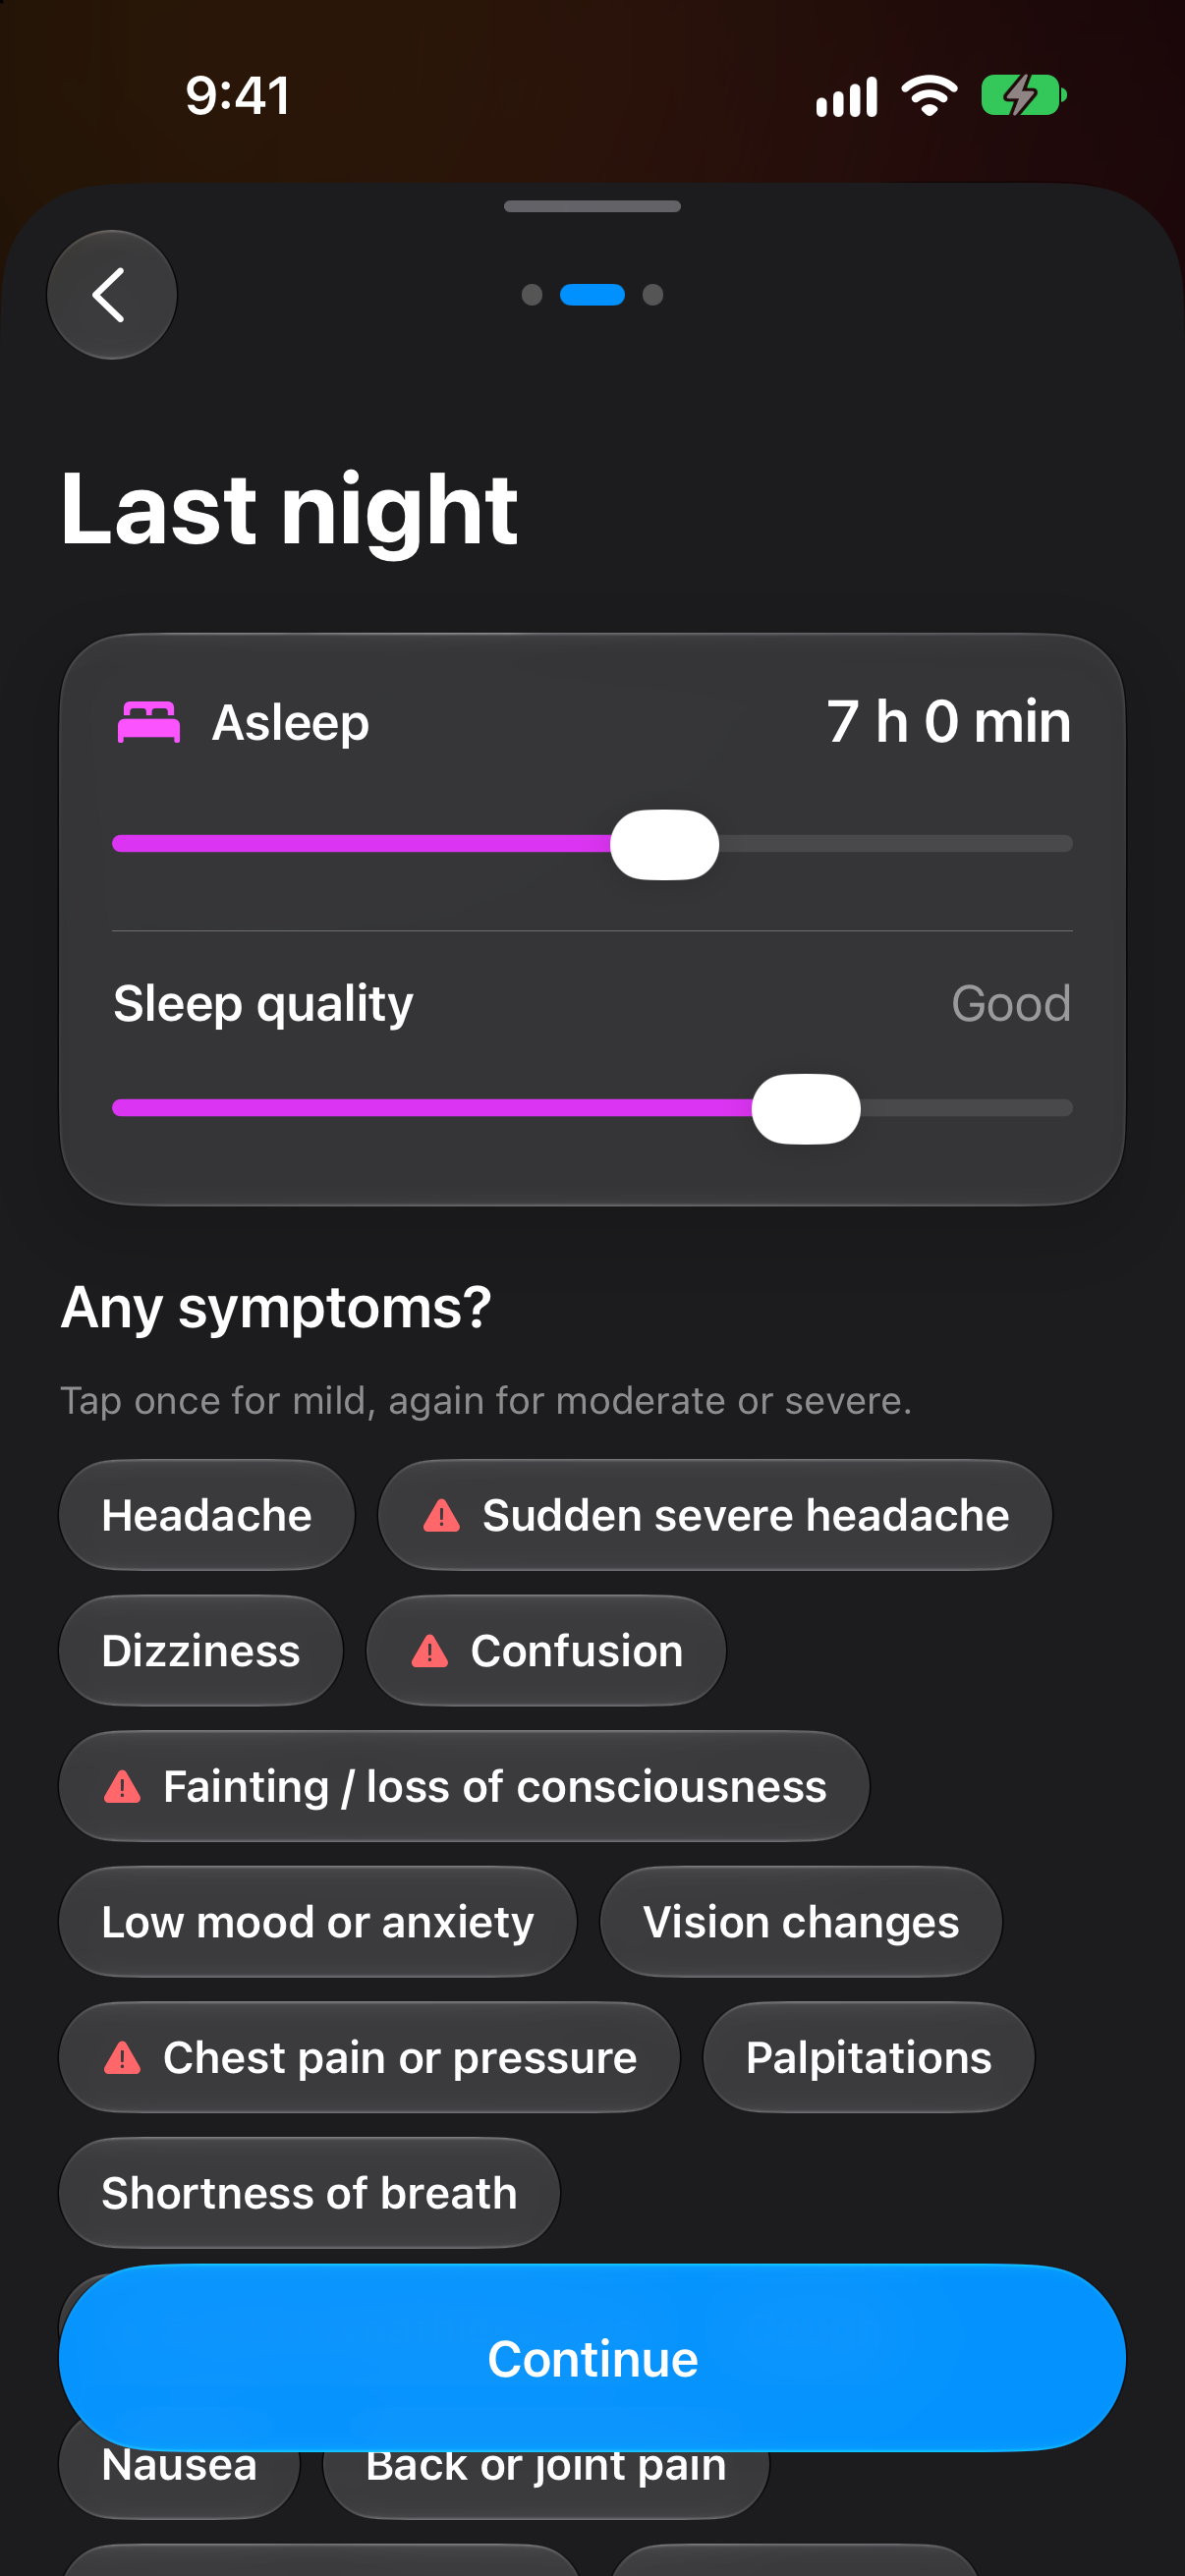 9:41
Last night
Asleep 7 h 0 min
Sleep quality Good
Any symptoms?
Tap once for mild, again for moderate or severe.
Headache Sudden severe headache
Dizziness Confusion
Fainting / loss of consciousness
Low mood or anxiety Vision changes
Chest pain or pressure Palpitations
Shortness of breath
Continue
Nausea Back or joint pain